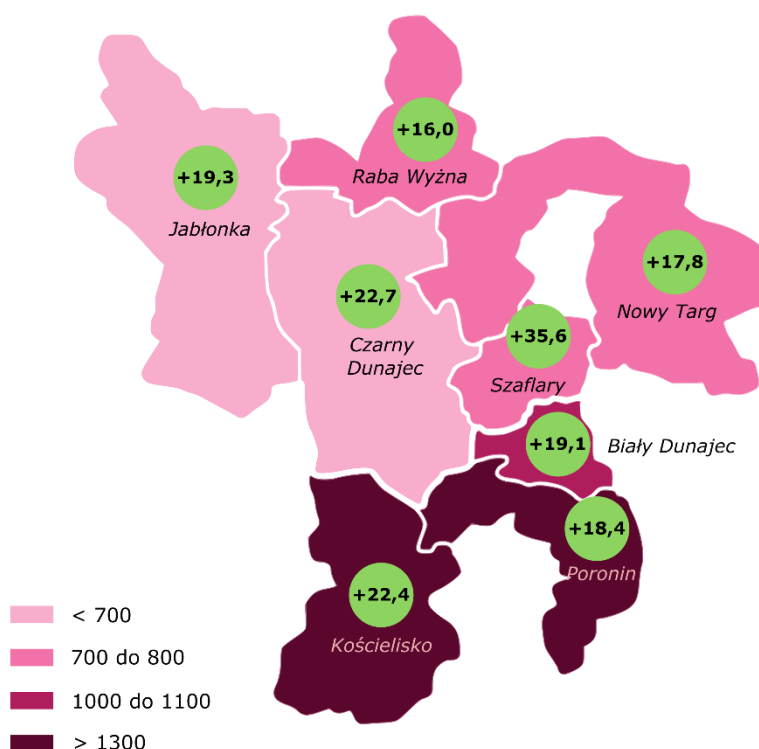 +16,0
Raba Wyżna
+19,3
Jabłonka
+17,8
Nowy Targ
+22,7
Czarny
Dunajec
+35,6
Szaflary
+19,1
Biały Dunajec
+18,4
Poronin
+22,4
Kościelisko
< 700
700 do 800
1000 do 1100
> 1300